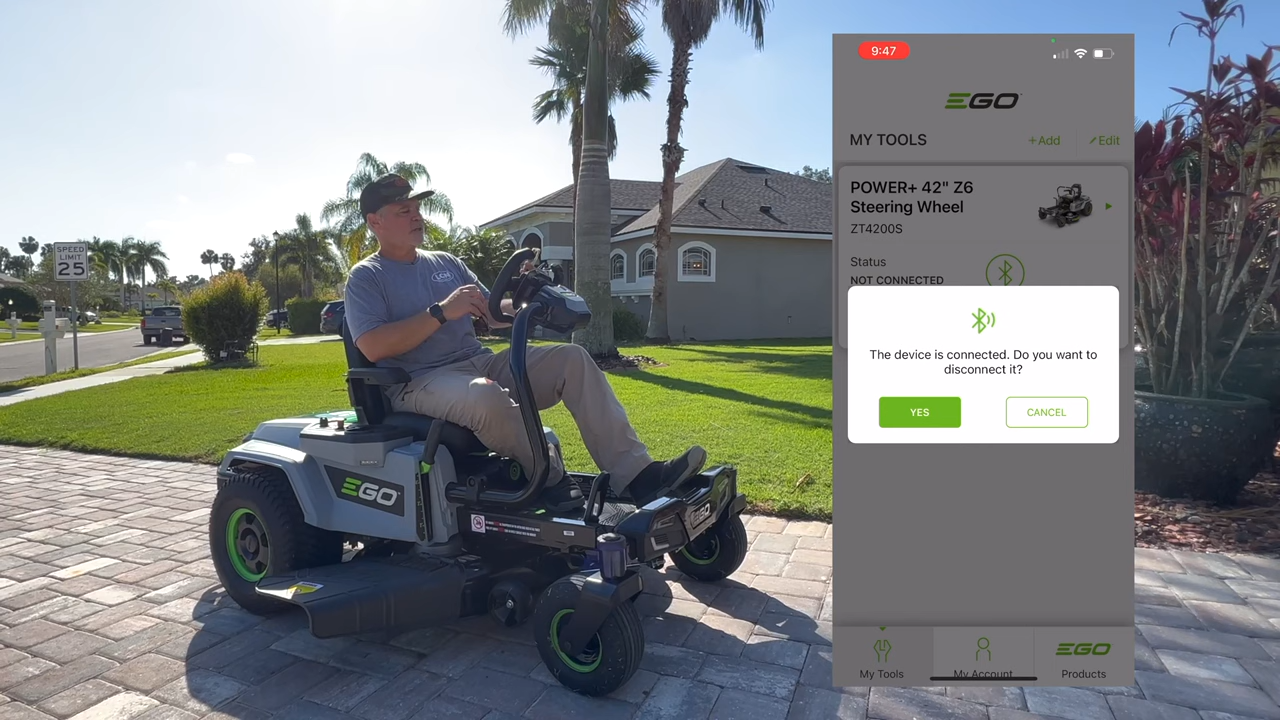 SPEED
LIMIT
25
EGO
EGO
9:47
EGO
MY TOOLS
+Add
Edit
POWER+ 42" Z6
Steering Wheel
ZT4200S
Status
NOT CONNECTED
The device is connected. Do you want to
disconnect it?
YES
CANCEL
My Tools
My Account
EGO
Products